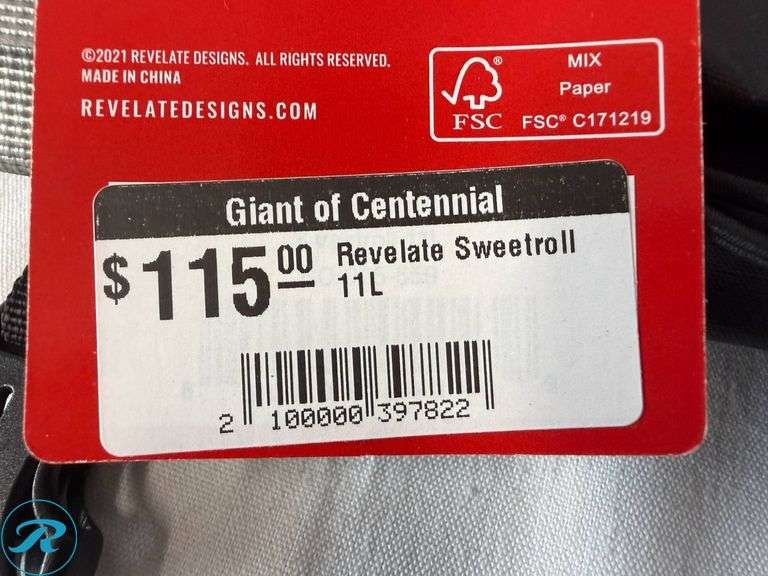 ©2021 REVELATE DESIGNS. ALL RIGHTS RESERVED.
MADE IN CHINA
REVELATEDESIGNS.COM
FSC®
MIX
Paper
FSC® C171219
Giant of Centennial
$115.00
Revelate Sweetroll
11L
2 100000 397822
R